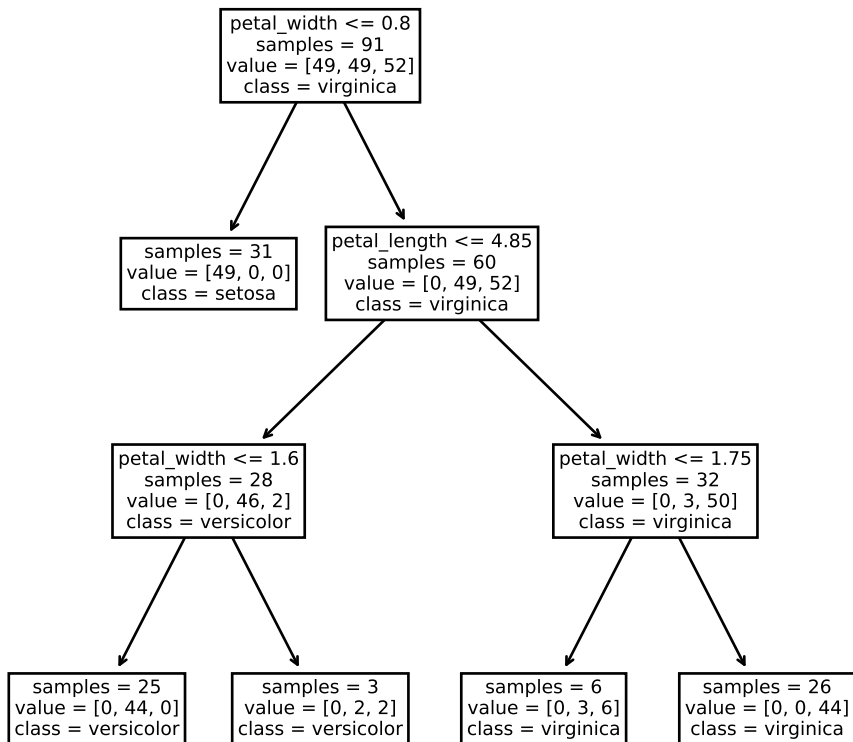 petal_width <= 0.8
samples = 91
value = [49, 49, 52]
class = virginica
samples = 31
value = [49, 0, 0]
class = setosa
petal_length <= 4.85
samples = 60
value = [0, 49, 52]
class = virginica
petal_width <= 1.6
samples = 28
value = [0, 46, 2]
class = versicolor
petal_width <= 1.75
samples = 32
value = [0, 3, 50]
class = virginica
samples = 25
value = [0, 44, 0]
class = versicolor
samples = 3
value = [0, 2, 2]
class = versicolor
samples = 6
value = [0, 3, 6]
class = virginica
samples = 26
value = [0, 0, 44]
class = virginica